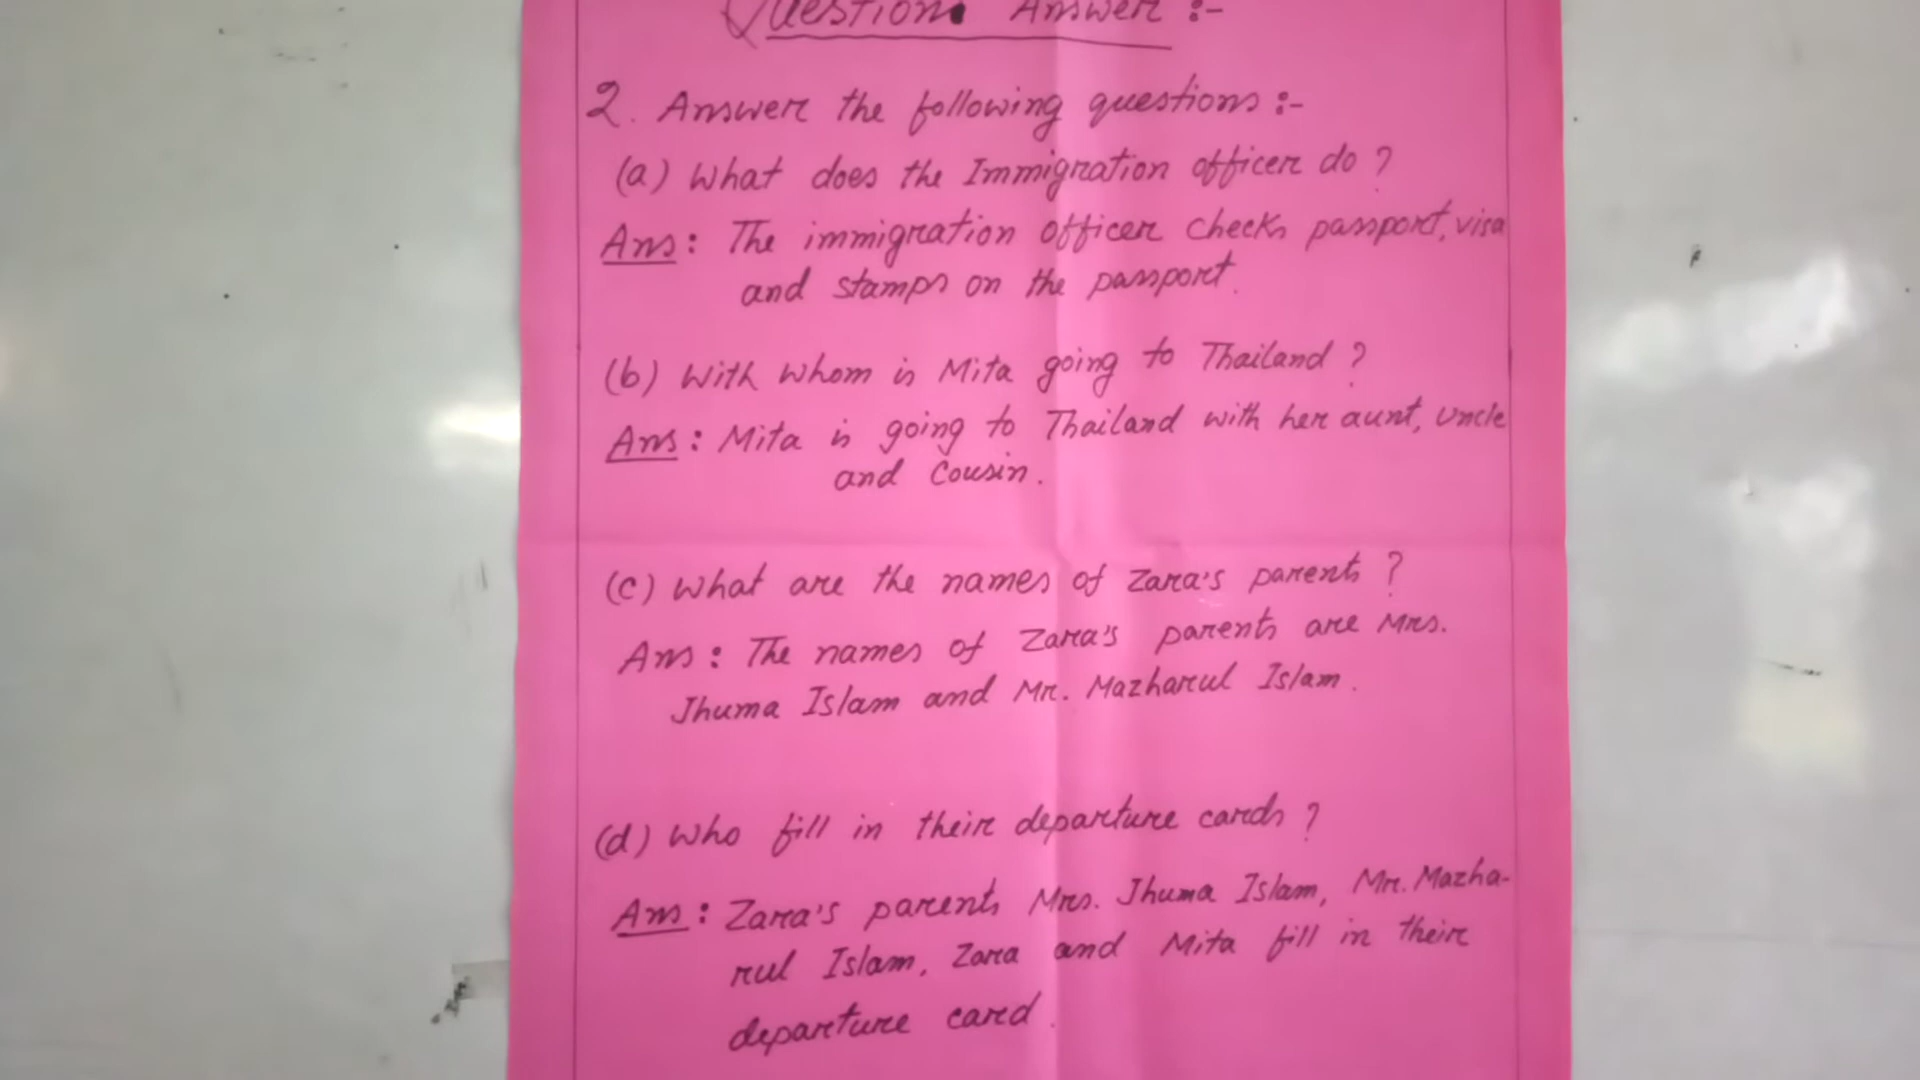 Question Answer :-
2. Answer the following questions :-
(a) What does the Immigration officer do ?
Ans : The immigration officer checks passport, visa
and stamps on the passport.
(b) With whom is Mita going to Thailand ?
Ans : Mita is going to Thailand with her aunt, uncle
and Cousin.
(c) What are the names of Zara's parents ?
Ans : The names of Zara's parents are Mrs.
Jhuma Islam and Mr. Mazharul Islam.
(d) Who fill in their departure cards ?
Ans : Zara's parents Mrs. Jhuma Islam, Mr. Mazha-
rul Islam, Zara and Mita fill in their
departure card.